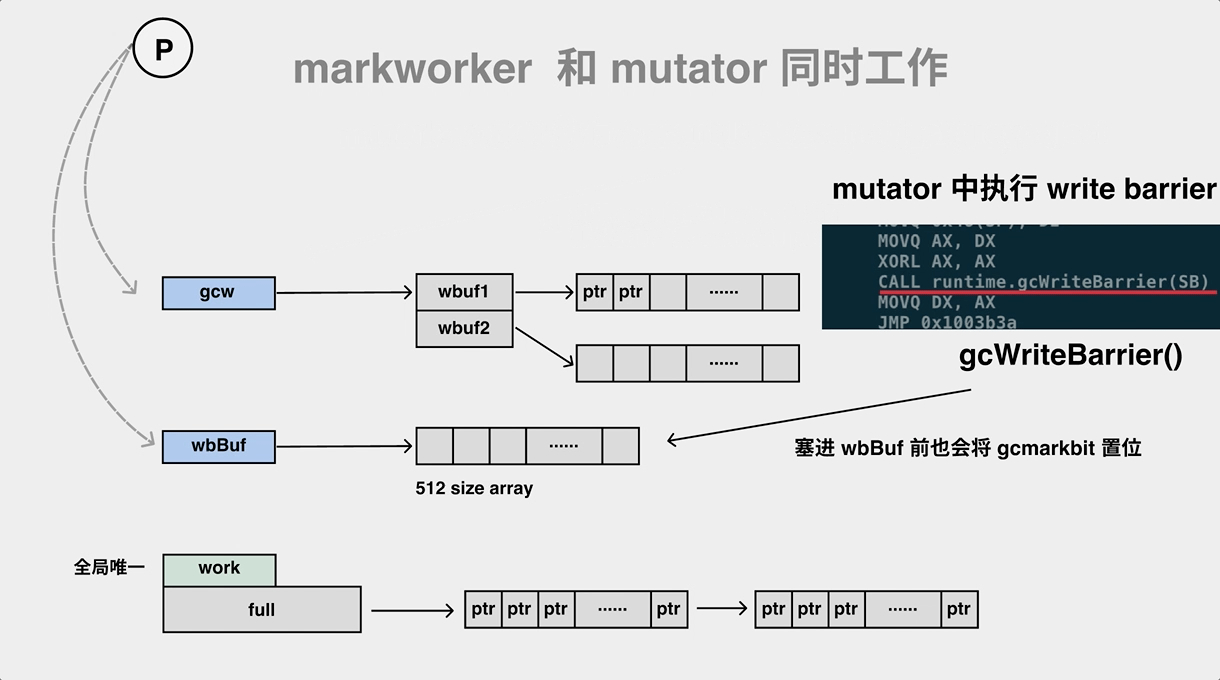 P
markworker 和 mutator 同时工作
mutator 中执行 write barrier
MOVQ AX, DX
XORL AX, AX
CALL runtime.gcWriteBarrier(SB)
MOVQ DX, AX
JMP 0x1003b3a
gcw
wbuf1
ptr ptr ......
wbuf2
......
gcWriteBarrier()
wbBuf
......
塞进 wbBuf 前也会将 gcmarkbit 置位
512 size array
全局唯一
work
full
ptr ptr ptr ...... ptr
ptr ptr ptr ...... ptr